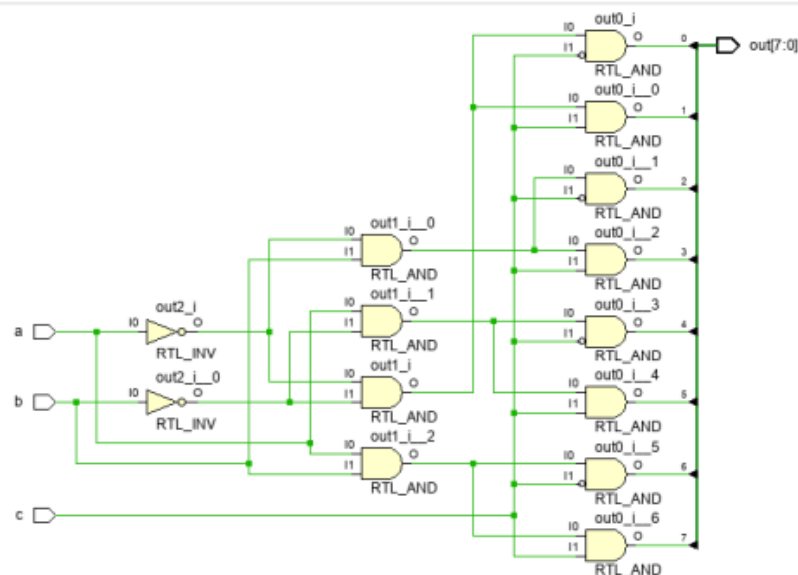 out0_i
I0
I1
O
RTL_AND
0
out[7:0]
out0_i__0
I0
I1
O
RTL_AND
1
out0_i__1
I0
I1
O
RTL_AND
2
out1_i__0
I0
I1
O
RTL_AND
out0_i__2
I0
I1
O
RTL_AND
3
a
I0
out2_i
O
RTL_INV
out1_i__1
I0
I1
O
RTL_AND
out0_i__3
I0
I1
O
RTL_AND
4
b
I0
out2_i__0
O
RTL_INV
out1_i
I0
I1
O
RTL_AND
out0_i__4
I0
I1
O
RTL_AND
5
out1_i__2
I0
I1
O
RTL_AND
out0_i__5
I0
I1
O
RTL_AND
6
c
out0_i__6
I0
I1
O
RTL_AND
7